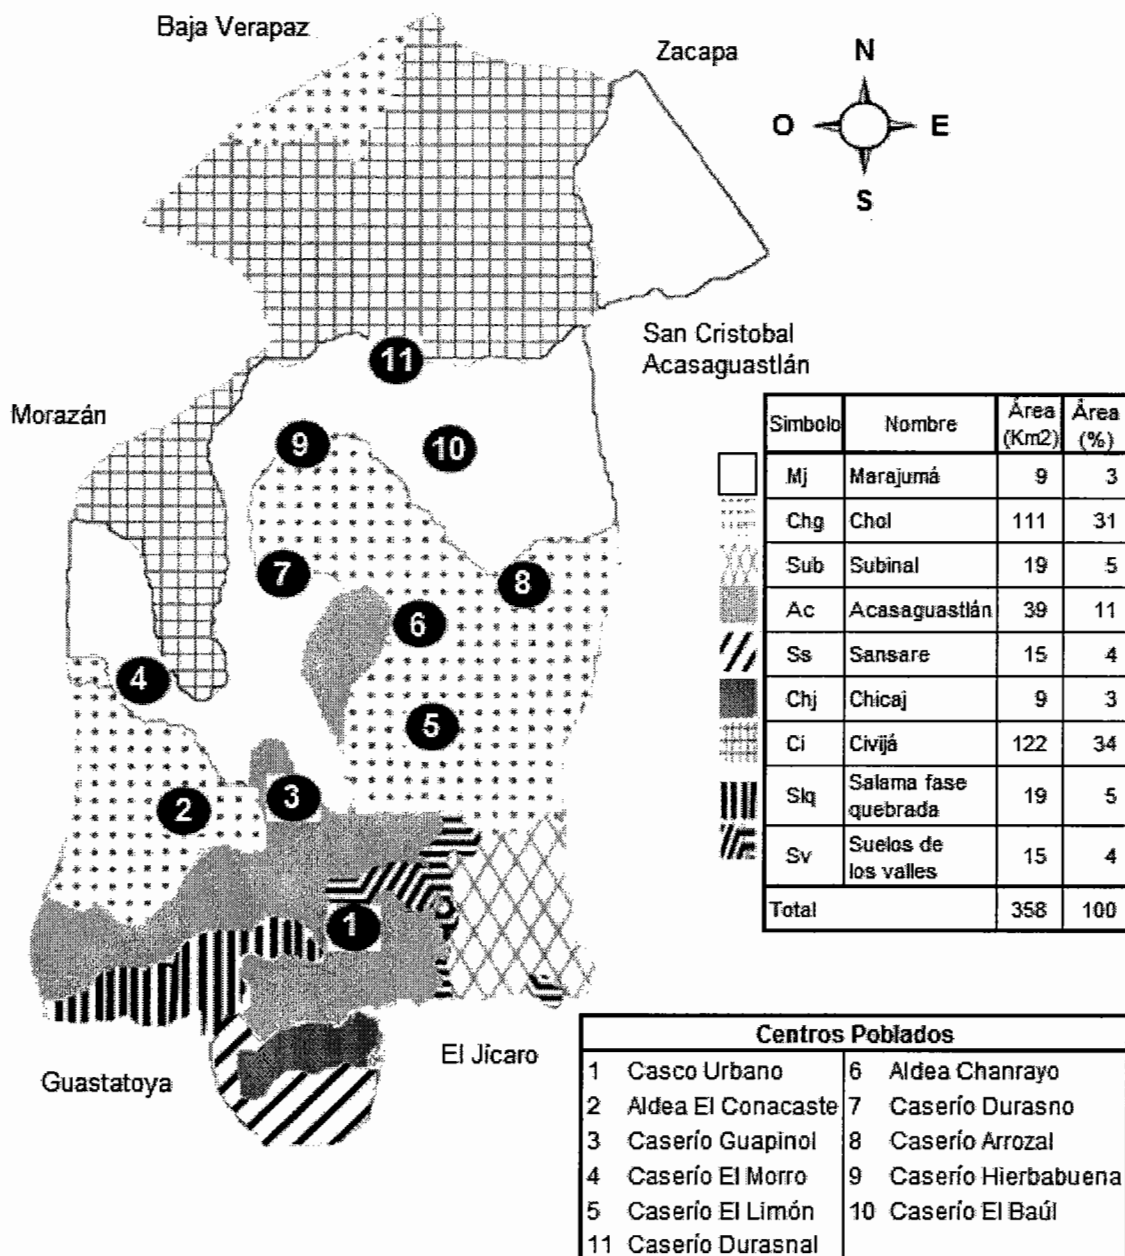 Baja Verapaz
Zacapa
N
O E
S
San Cristobal
Acasaguastlán
Morazán
11
9
10
7
8
6
4
5
2
3
1
Guastatoya
El Jícaro
Simbolo Nombre Área (Km2) Área (%)
Mj Marajumá 9 3
Chg Chol 111 31
Sub Subinal 19 5
Ac Acasaguastlán 39 11
Ss Sansare 15 4
Chj Chicaj 9 3
Ci Civijá 122 34
Skq Salama fase quebrada 19 5
Sv Suelos de los valles 15 4
Total 358 100
Centros Poblados
1 Casco Urbano 6 Aldea Chanrayo
2 Aldea El Conacaste 7 Caserío Durasno
3 Caserío Guapinol 8 Caserío Arrozal
4 Caserío El Morro 9 Caserío Hierbabuena
5 Caserío El Limón 10 Caserío El Baúl
11 Caserío Durasnal